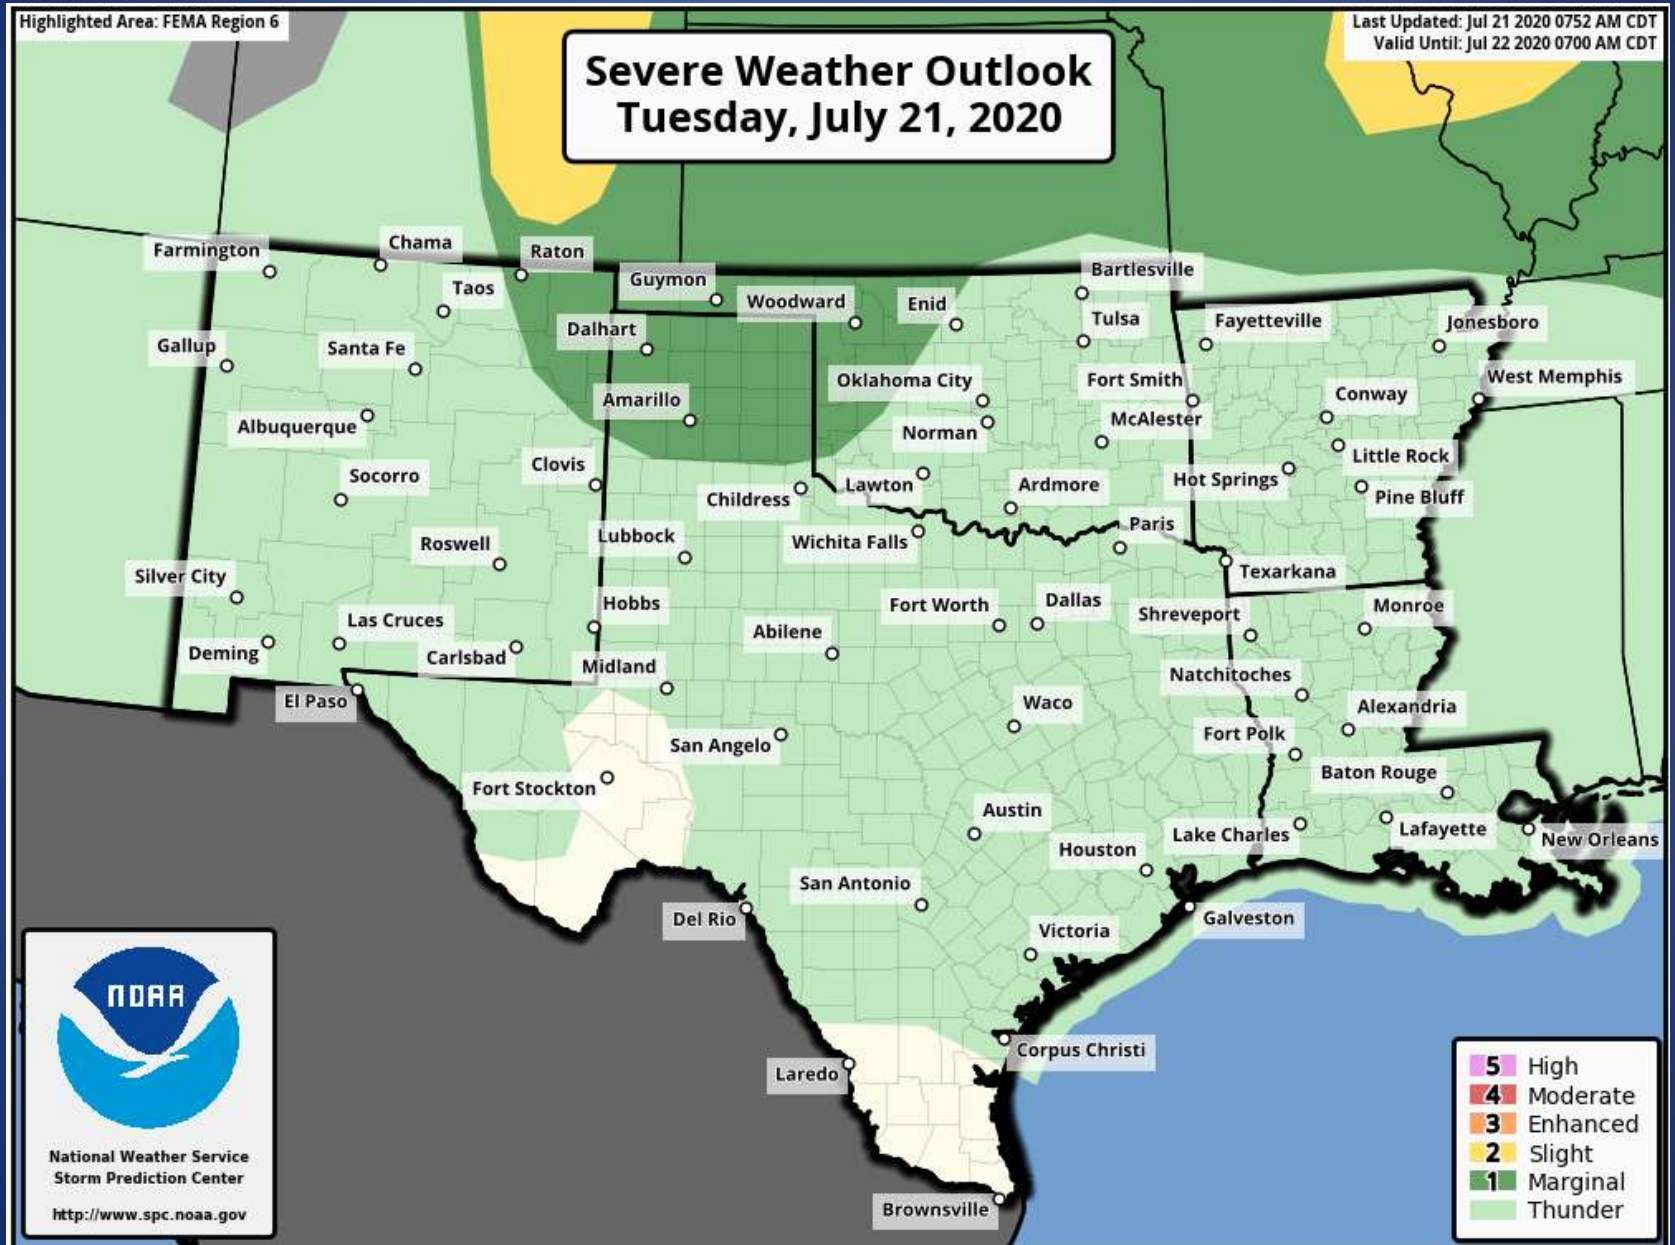 Highlighted Area: FEMA Region 6
Last Updated: Jul 21 2020 0752 AM CDT
Valid Until: Jul 22 2020 0700 AM CDT
Severe Weather Outlook
Tuesday, July 21, 2020
Farmington
Chama
Raton
Taos
Guymon
Woodward
Enid
Bartlesville
Dalhart
Tulsa
Fayetteville
Jonesboro
Gallup
Santa Fe
Amarillo
Oklahoma City
Fort Smith
Conway
West Memphis
Albuquerque
Norman
McAlester
Little Rock
Clovis
Socorro
Childress
Lawton
Ardmore
Hot Springs
Pine Bluff
Roswell
Lubbock
Wichita Falls
Paris
Texarkana
Silver City
Hobbs
Fort Worth
Dallas
Shreveport
Monroe
Las Cruces
Deming
Carlsbad
Midland
Abilene
Natchitoches
El Paso
Waco
Alexandria
San Angelo
Fort Polk
Fort Stockton
Baton Rouge
Austin
Lake Charles
Lafayette
New Orleans
Houston
San Antonio
Del Rio
Victoria
Galveston
Corpus Christi
Laredo
Brownsville
NOAA
National Weather Service
Storm Prediction Center
http://www.spc.noaa.gov
5 High
4 Moderate
3 Enhanced
2 Slight
1 Marginal
Thunder